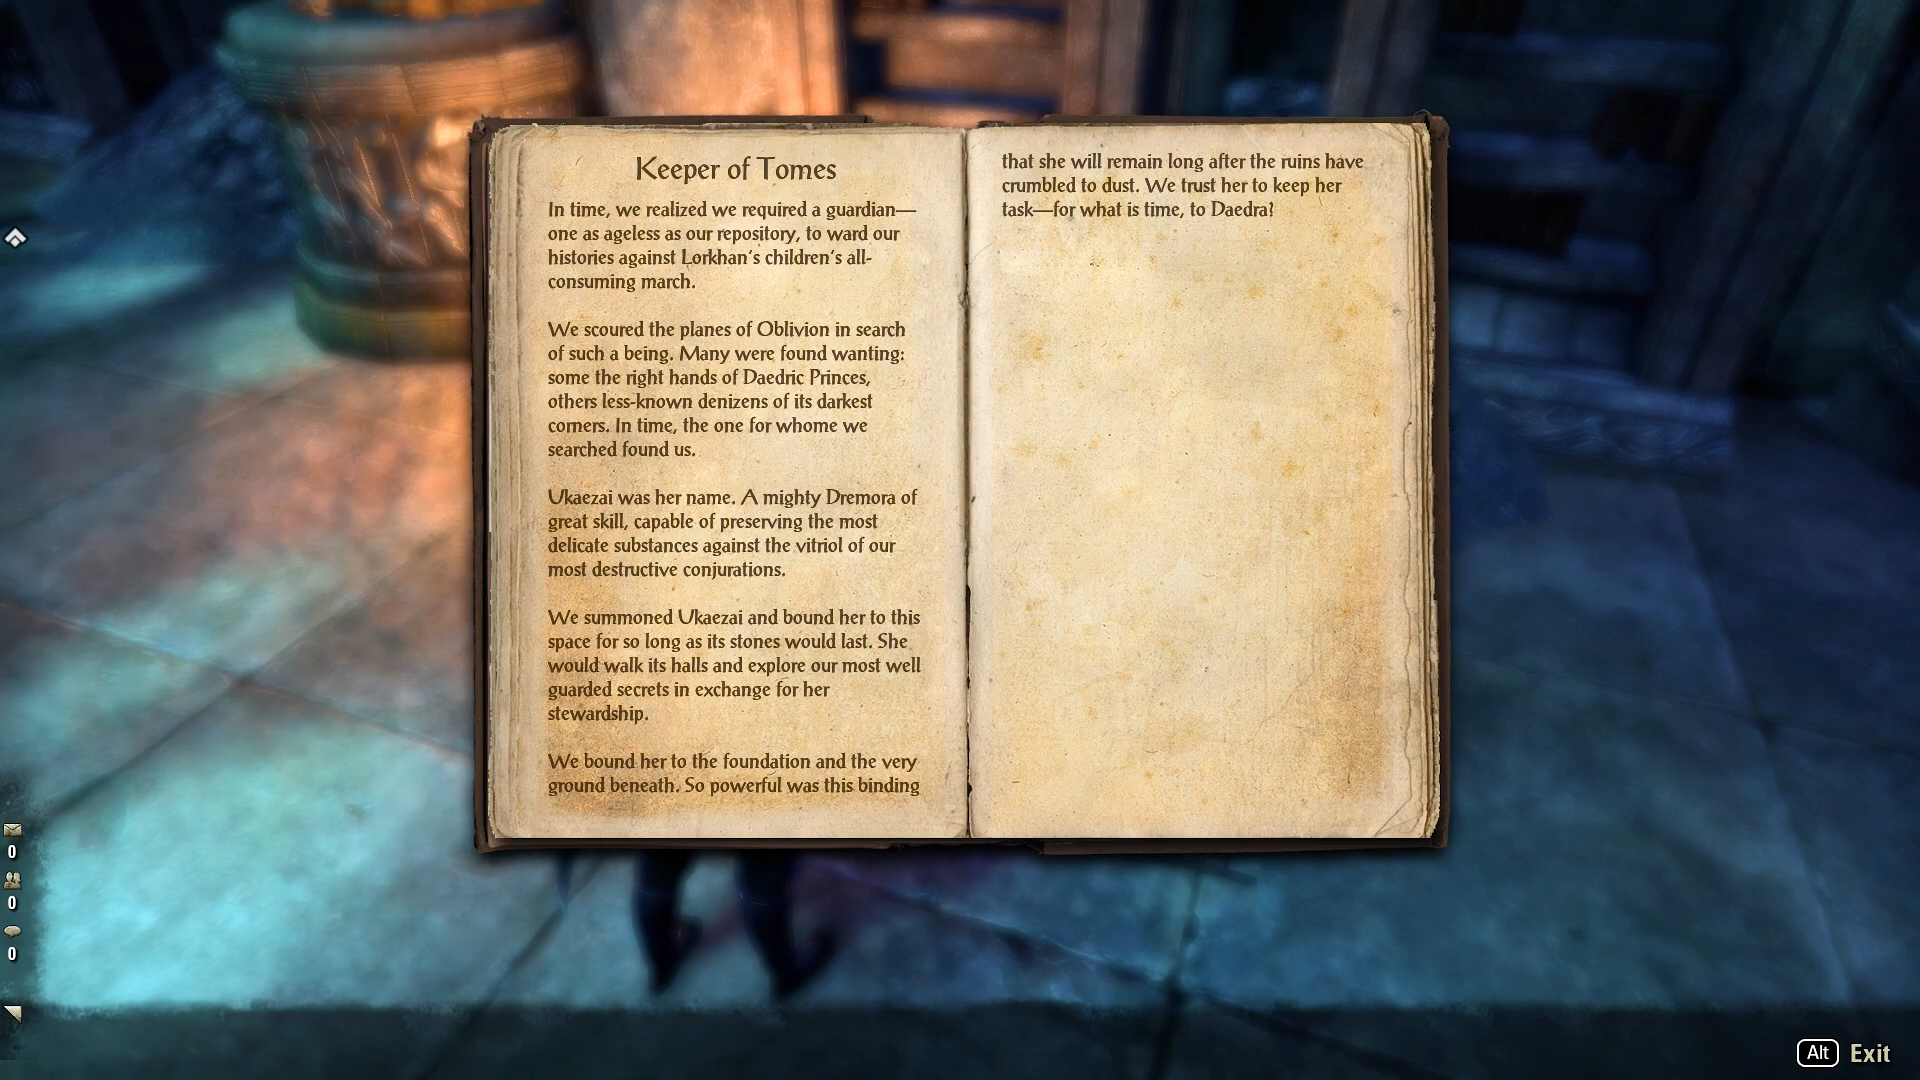 Keeper of Tomes
In time, we realized we required a guardian—
one as ageless as our repository, to ward our
histories against Lorkhan's children's all-
consuming march.
We scoured the planes of Oblivion in search
of such a being. Many were found wanting:
some the right hands of Daedric Princes,
others less-known denizens of its darkest
corners. In time, the one for whome we
searched found us.
Ukaezai was her name. A mighty Dremora of
great skill, capable of preserving the most
delicate substances against the vitriol of our
most destructive conjurations.
We summoned Ukaezai and bound her to this
space for so long as its stones would last. She
would walk its halls and explore our most well
guarded secrets in exchange for her
stewardship.
We bound her to the foundation and the very
ground beneath. So powerful was this binding
that she will remain long after the ruins have
crumbled to dust. We trust her to keep her
task—for what is time, to Daedra?
0
0
0
Alt Exit